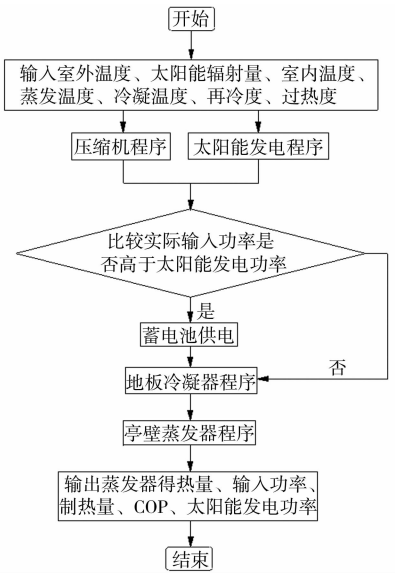 开始
输入室外温度、太阳能辐射量、室内温度、
蒸发温度、冷凝温度、再冷度、过热度
压缩机程序
太阳能发电程序
比较实际输入功率是
否高于太阳能发电功率
是
蓄电池供电
否
地板冷凝器程序
亭壁蒸发器程序
输出蒸发器得热量、输入功率、
制热量、COP、太阳能发电功率
结束